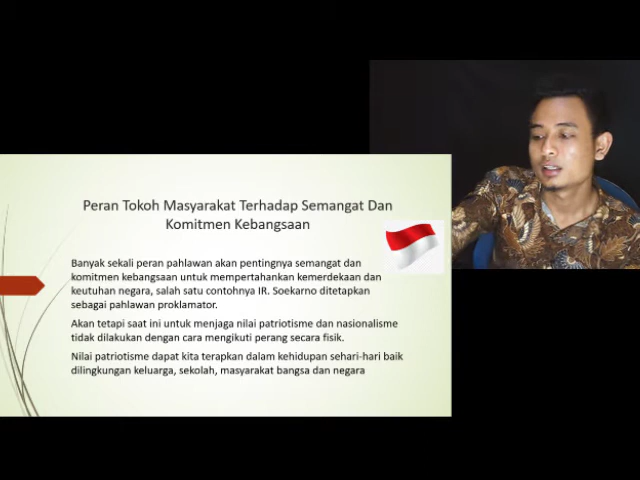 Peran Tokoh Masyarakat Terhadap Semangat Dan
Komitmen Kebangsaan
Banyak sekali peran pahlawan akan pentingnya semangat dan
komitmen kebangsaan untuk mempertahankan kemerdekaan dan
keutuhan negara, salah satu contohnya IR. Soekarno ditetapkan
sebagai pahlawan proklamator.
Akan tetapi saat ini untuk menjaga nilai patriotisme dan nasionalisme
tidak dilakukan dengan cara mengikuti perang secara fisik.
Nilai patriotisme dapat kita terapkan dalam kehidupan sehari-hari baik
dilingkungan keluarga, sekolah, masyarakat bangsa dan negara